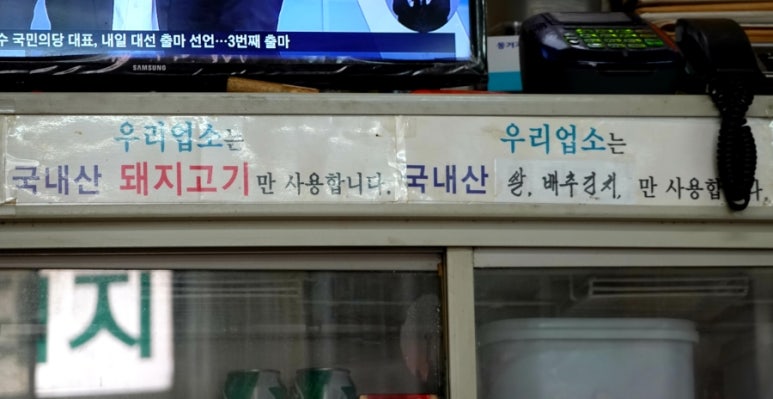 수 국민의당 대표, 내일 대선 출마 선언…3번째 출마
SAMSUNG
우리업소는
국내산 돼지고기만 사용합니다.
우리업소는
국내산 쌀, 배추김치, 만 사용합니다.
지